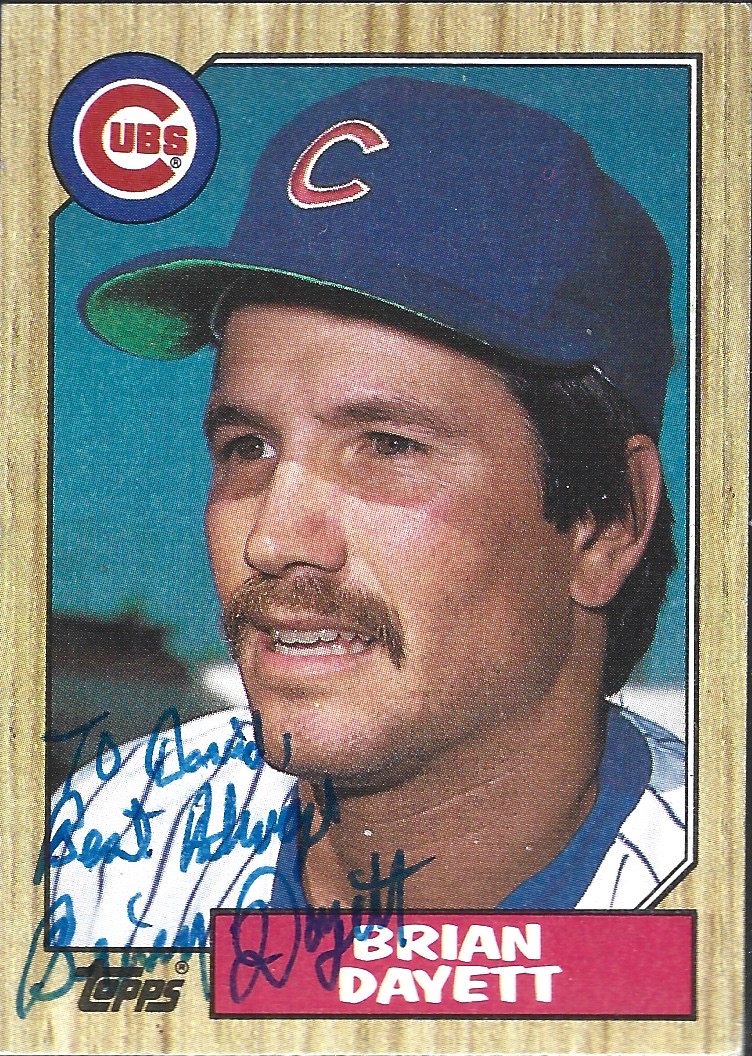 CUBS®
C
To David,
Best Always
Brian Dayett
BRIAN
DAYETT
Topps®